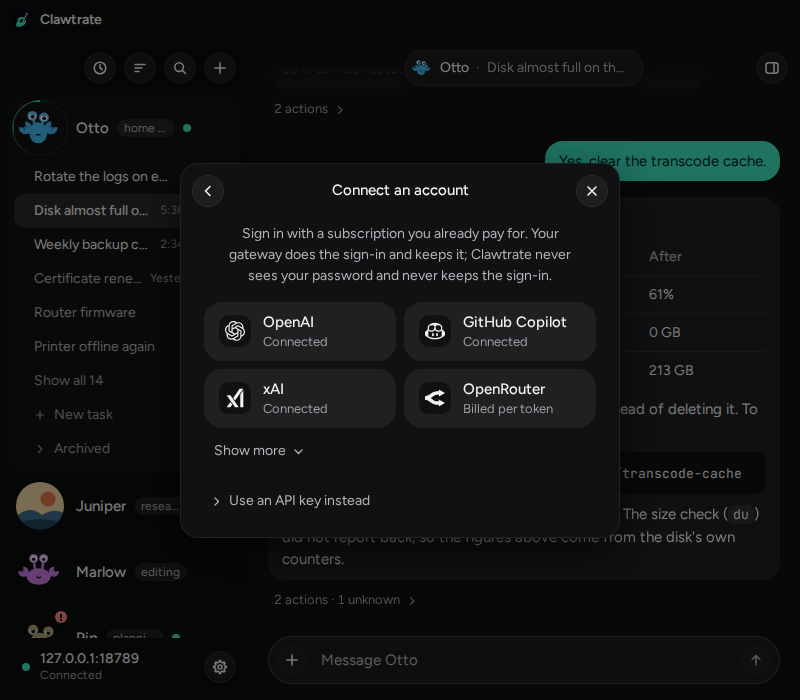 Clawtrate
Otto · Disk almost full on th...
Otto home ...
2 actions
Yes, clear the transcode cache.
Rotate the logs on e...
Disk almost full o... 5:36
Weekly backup c... 2:34
Certificate rene... Yeste
Router firmware
Printer offline again
Show all 14
New task
Archived
Juniper resea...
Marlow editing
Pip planni...
127.0.0.1:18789
Connected
Connect an account
Sign in with a subscription you already pay for. Your
gateway does the sign-in and keeps it; Clawtrate never
sees your password and never keeps the sign-in.
OpenAI
Connected
GitHub Copilot
Connected
xAI
Connected
OpenRouter
Billed per token
Show more
Use an API key instead
After
61%
0 GB
213 GB
ead of deleting it. To
/transcode-cache
The size check ( du )
did not report back, so the figures above come from the disk's own
counters.
2 actions · 1 unknown
Message Otto